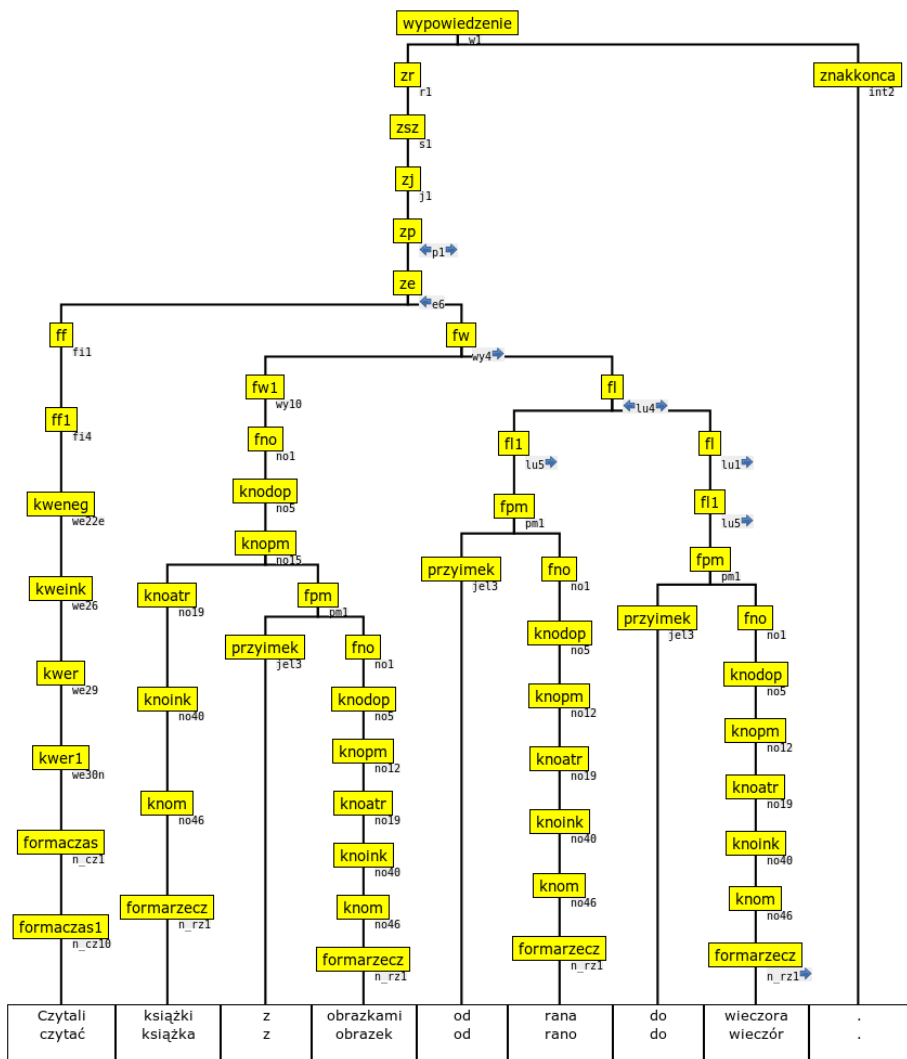 wypowiedzenie
w1
zr znakkonca
r1 int2
zsz
s1
zj
j1
zp
p1
ze
e6
ff fw
fi1 wy4
fw1 fl
wy10 lu4
ff1 fno fl1 fl
fi4 no1 lu5 lu1
kweneg knodop fpm fl1
we22e no5 pm1 lu5
knopm fpm
no15 pm1
kweink knoatr fpm przyimek fno
we26 no19 pm1 jel3 no1
przyimek fno
jel3 no1
przyimek fno knodop
jel3 no1 no5
kwer knoink knodop knopm knodop
we29 no40 no5 no12 no5
kwer1 knopm knoatr knopm
we30n no12 no19 no12
knom knoatr knoink knoatr
no46 no19 no40 no19
formaczas knoink knoink
n_cz1 no40 no40
formarzecz knom knom knom
n_rz1 no46 no46 no46
formaczas1 formarzecz formarzecz formarzecz
n_cz10 n_rz1 n_rz1 n_rz1
Czytali książki z obrazkami od rana do wieczora .
czytać książka z obrazek od rano do wieczór .